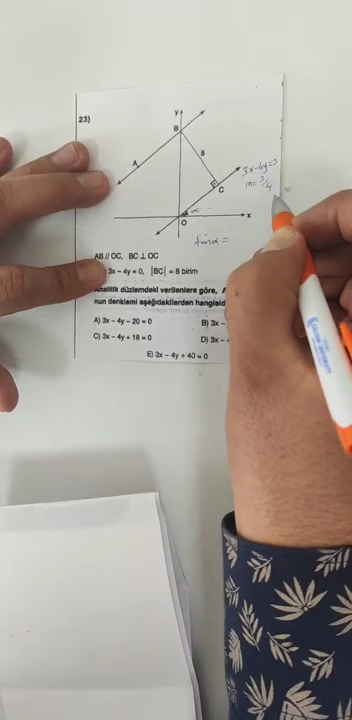 23)
y
B
A
8
3x-4y=0
m=3/4
C
α
O
x
tanα=
AB // OC, BC ⊥ OC
3x – 4y = 0, |BC| = 8 birim
Analitik düzlemdeki verilenlere göre, A
nun denklemi aşağıdakilerden hangisid
A) 3x – 4y – 20 = 0
B) 3x –
C) 3x – 4y + 18 = 0
D) 3x –
E) 3x – 4y + 40 = 0